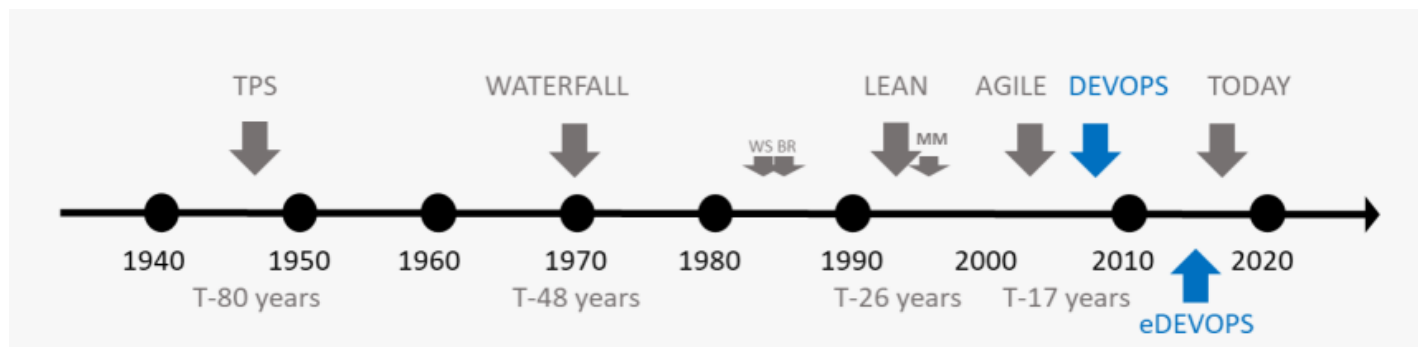 TPS WATERFALL LEAN AGILE DEVOPS TODAY
WS BR MM
1940 1950 1960 1970 1980 1990 2000 2010 2020
T-80 years T-48 years T-26 years T-17 years
eDEVOPS